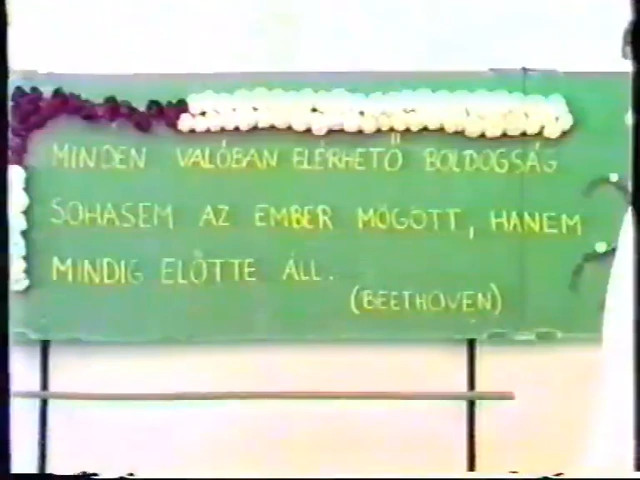 MINDEN VALÓBAN ELÉRHETŐ BOLDOGSÁG
SOHASEM AZ EMBER MÖGÖTT, HANEM
MINDIG ELŐTTE ÁLL.
(BEETHOVEN)